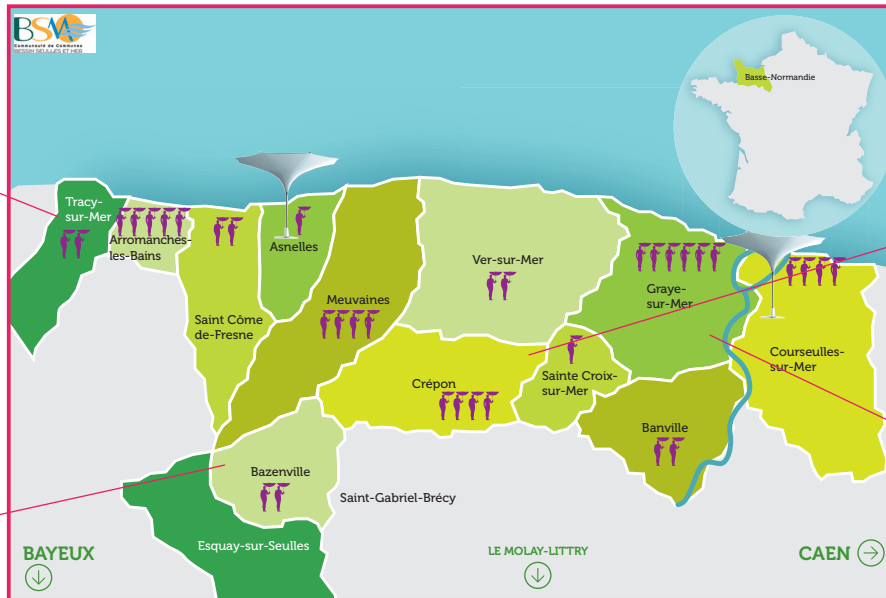 BSM
Communauté de Communes
BESSIN SEULLES ET MER
Basse-Normandie
Tracy-
sur-Mer
Arromanches-
les-Bains
Asnelles
Ver-sur-Mer
Meuvaines
Graye-
sur-Mer
Saint Côme
de-Fresne
Courseulles-
sur-Mer
Crépon
Sainte Croix-
sur-Mer
Banville
Bazenville
Saint-Gabriel-Brécy
Esquay-sur-Seulles
BAYEUX
LE MOLAY-LITTRY
CAEN